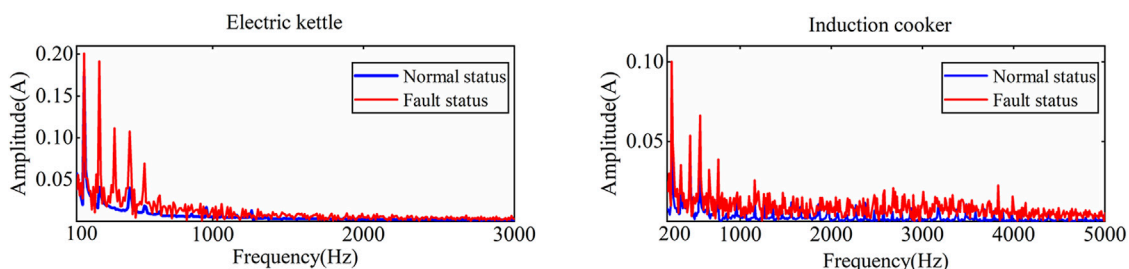 Electric kettle
0.20
0.15
0.10
0.05
Amplitude(A)
Normal status
Fault status
100 1000 2000 3000
Frequency(Hz)
Induction cooker
0.10
0.05
Amplitude(A)
Normal status
Fault status
200 1000 2000 3000 4000 5000
Frequency(Hz)